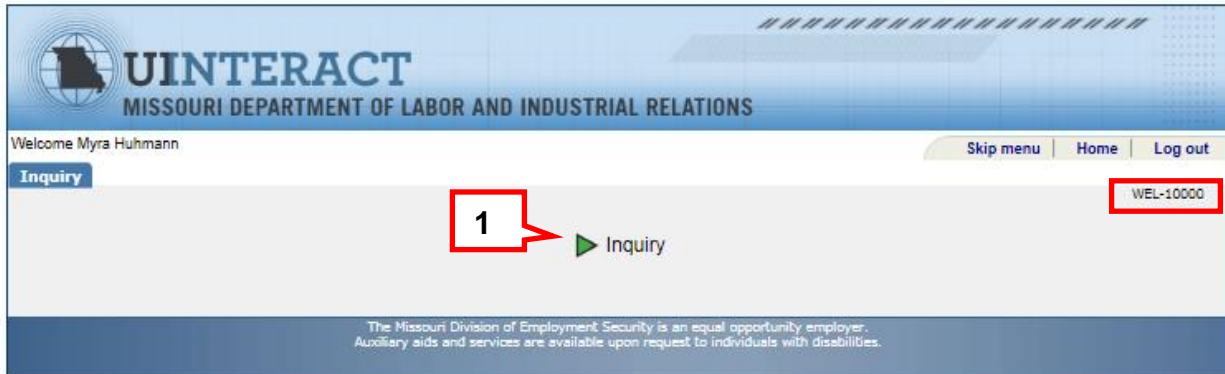 UINTERACT
MISSOURI DEPARTMENT OF LABOR AND INDUSTRIAL RELATIONS
Welcome Myra Huhmann
Skip menu | Home | Log out
Inquiry
WEL-10000
1
Inquiry
The Missouri Division of Employment Security is an equal opportunity employer.
Auxiliary aids and services are available upon request to individuals with disabilities.